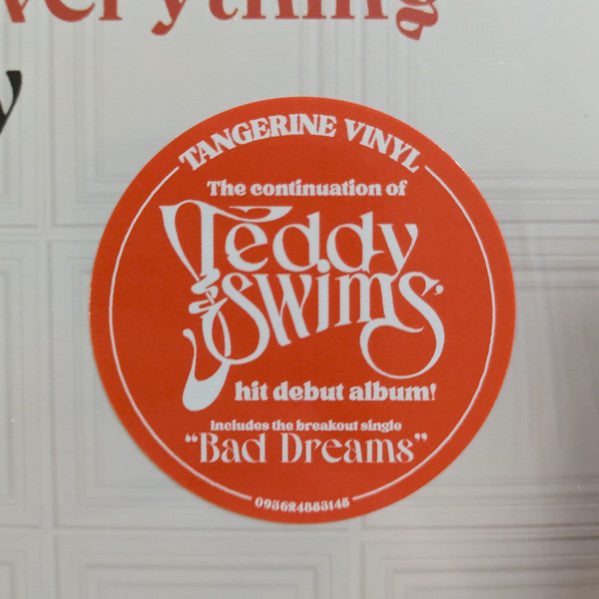 verything
y
TANGERINE VINYL
The continuation of
Teddy
Swims'
hit debut album!
Includes the breakout single
“Bad Dreams”
093624883145